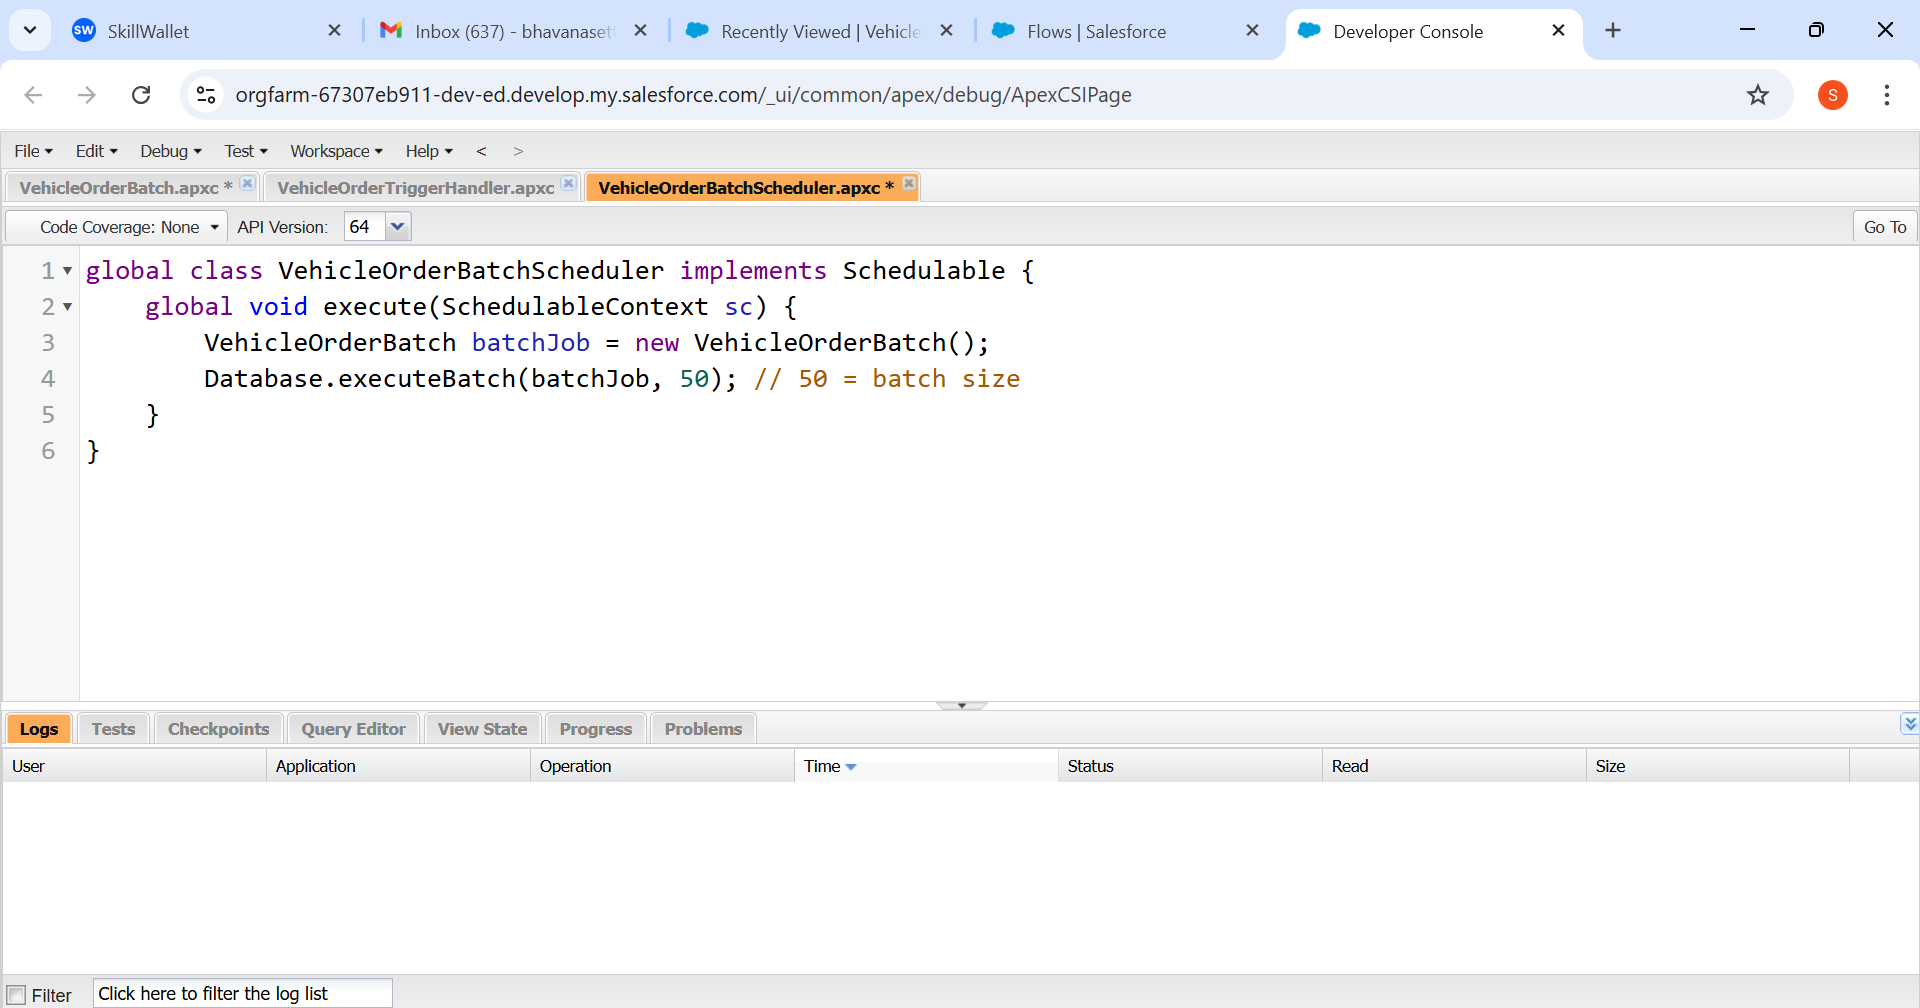 SW SkillWallet
Inbox (637) - bhavanaset
Recently Viewed | Vehicle
Flows | Salesforce
Developer Console
orgfarm-67307eb911-dev-ed.develop.my.salesforce.com/_ui/common/apex/debug/ApexCSIPage
S
File Edit Debug Test Workspace Help < >
VehicleOrderBatch.apxc * VehicleOrderTriggerHandler.apxc VehicleOrderBatchScheduler.apxc *
Code Coverage: None API Version: 64 Go To
1 global class VehicleOrderBatchScheduler implements Schedulable {
2 global void execute(SchedulableContext sc) {
3 VehicleOrderBatch batchJob = new VehicleOrderBatch();
4 Database.executeBatch(batchJob, 50); // 50 = batch size
5 }
6 }
Logs Tests Checkpoints Query Editor View State Progress Problems
User Application Operation Time Status Read Size
Filter Click here to filter the log list